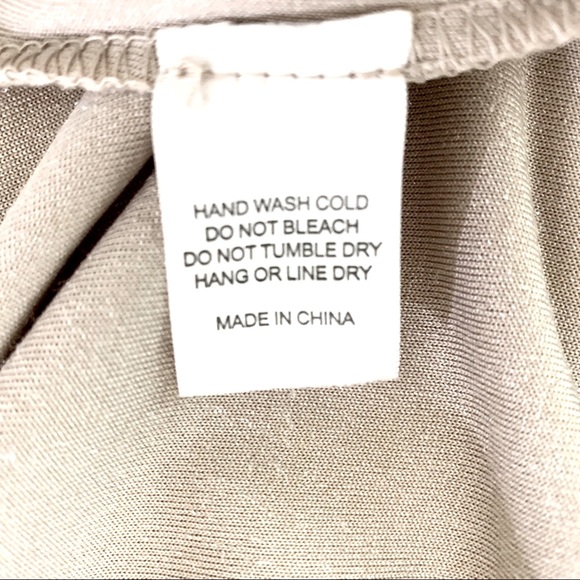 HAND WASH COLD
DO NOT BLEACH
DO NOT TUMBLE DRY
HANG OR LINE DRY
MADE IN CHINA